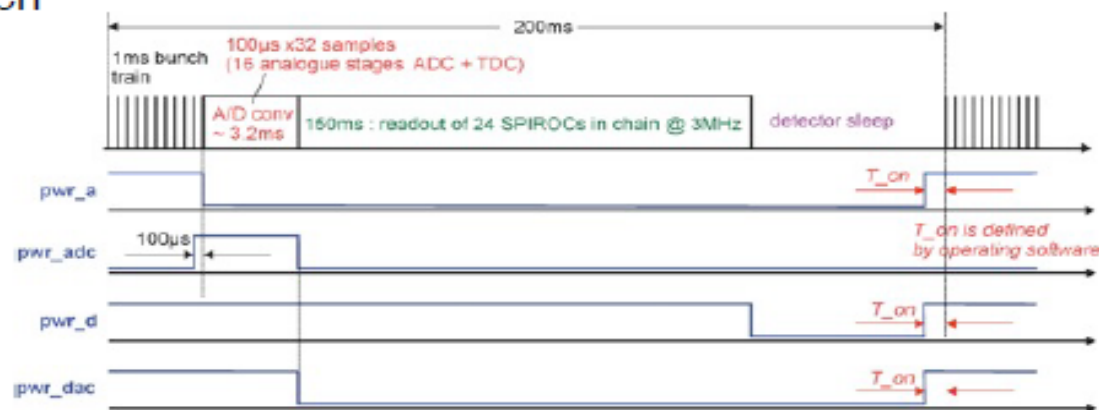 200ms
1ms bunch
train
100µs x32 samples
(16 analogue stages ADC + TDC)
A/D conv
~ 3.2ms
150ms : readout of 24 SPIROCs in chain @ 3MHz
detector sleep
pwr_a
T_on
pwr_adc
100µs
T_on is defined
by operating software
pwr_d
T_on
pwr_dac
T_on